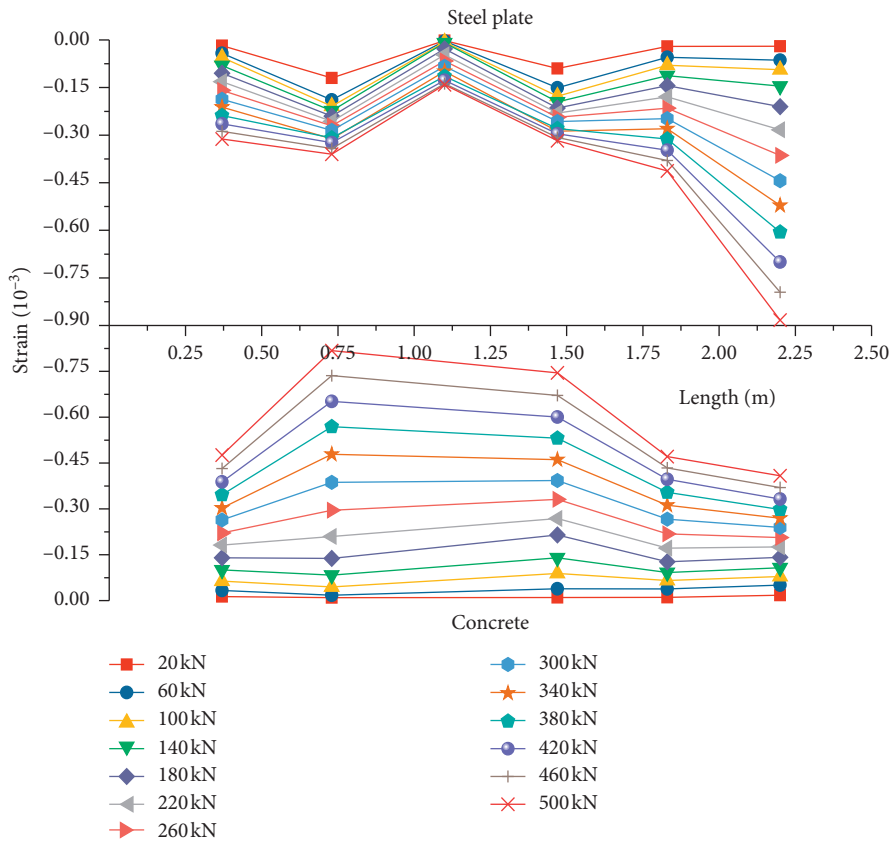 Steel plate
0.00
−0.15
−0.30
−0.45
−0.60
−0.75
−0.90
0.25 0.50 0.75 1.00 1.25 1.50 1.75 2.00 2.25 2.50
Strain (10−3)
Length (m)
−0.75
−0.60
−0.45
−0.30
−0.15
0.00
Concrete
20 kN
60 kN
100 kN
140 kN
180 kN
220 kN
260 kN
300 kN
340 kN
380 kN
420 kN
460 kN
500 kN